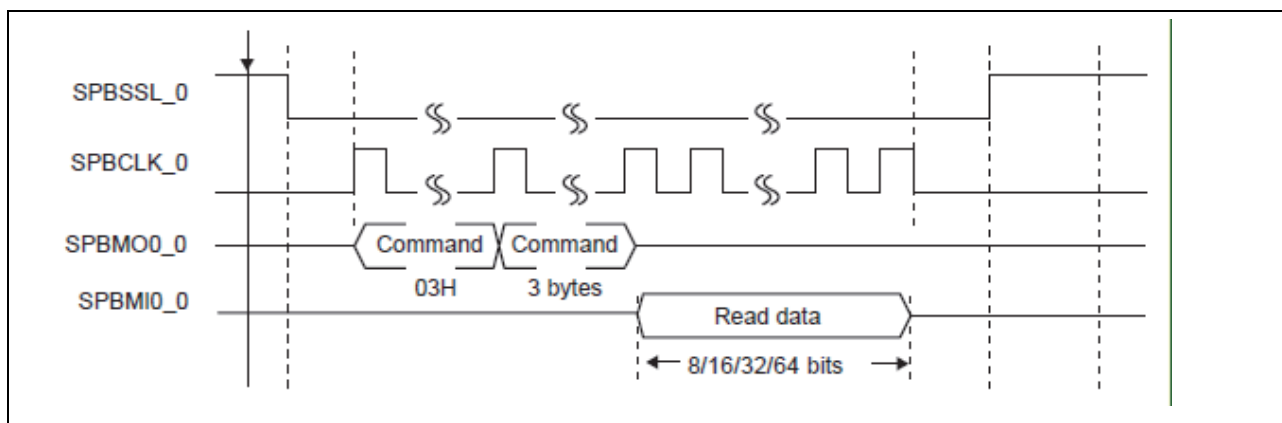 SPBSSL_0
SPBCLK_0
SPBMO0_0 Command Command
03H 3 bytes
SPBMI0_0 Read data
8/16/32/64 bits